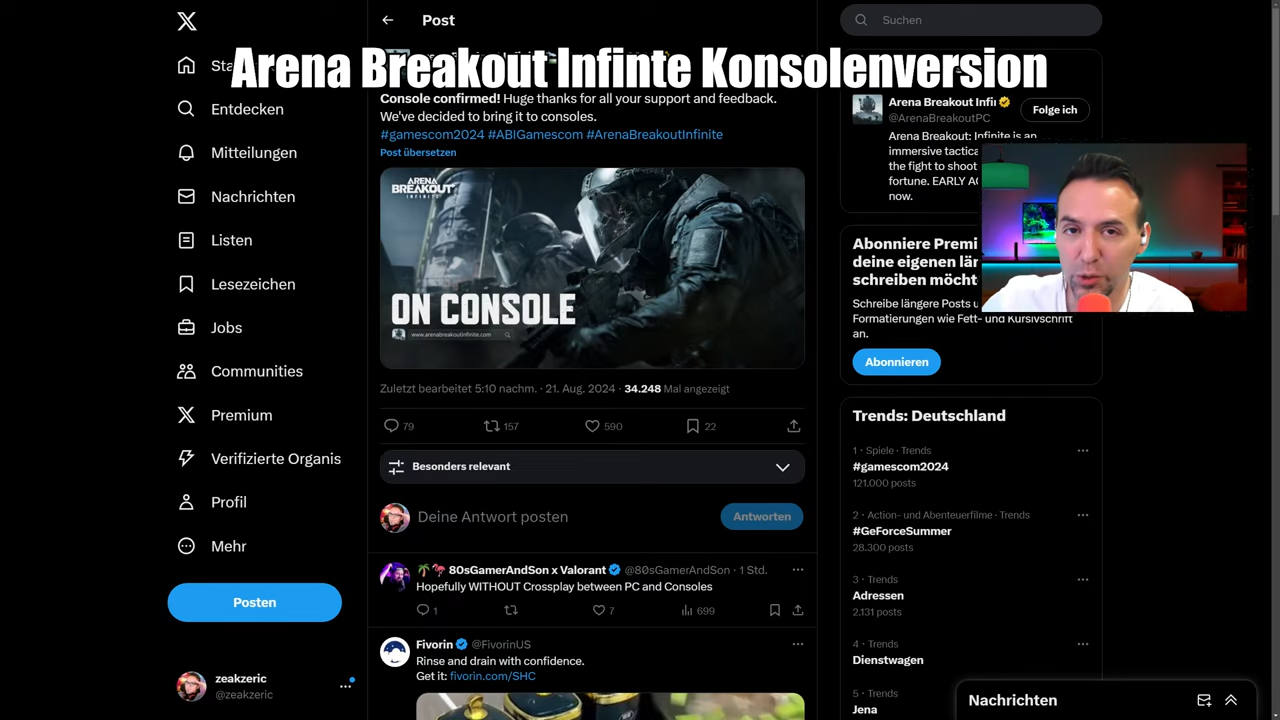 Post
Suchen
Arena Breakout Infinte Konsolenversion
Entdecken
Mitteilungen
Nachrichten
Listen
Lesezeichen
Jobs
Communities
Premium
Verifizierte Organis
Profil
Mehr
Posten
zeakzeric
@zeakzeric
Console confirmed! Huge thanks for all your support and feedback.
We've decided to bring it to consoles.
#gamescom2024 #ABIGamescom #ArenaBreakoutInfinite
Post übersetzen
ARENA
BREAKOUT
INFINITE
ON CONSOLE
www.arenabreakoutinfinite.com
Zuletzt bearbeitet 5:10 nachm. · 21. Aug. 2024 · 34.248 Mal angezeigt
79 157 590 22
Besonders relevant
Deine Antwort posten
Antworten
80sGamerAndSon x Valorant @80sGamerAndSon · 1 Std.
Hopefully WITHOUT Crossplay between PC and Consoles
1 7 699
Fivorin @FivorinUS
Rinse and drain with confidence.
Get it: fivorin.com/SHC
Arena Breakout Infi
@ArenaBreakoutPC
Folge ich
Arena Breakout: Infinite is an
immersive tactica
the fight to shoot
fortune. EARLY AC
now.
Abonniere Premi
deine eigenen län
schreiben möcht
Schreibe längere Posts u
Formatierungen wie Fett- und Kursivschrift
an.
Abonnieren
Trends: Deutschland
1 · Spiele · Trends
#gamescom2024
121.000 posts
2 · Action- und Abenteuerfilme · Trends
#GeForceSummer
28.300 posts
3 · Trends
Adressen
2.131 posts
4 · Trends
Dienstwagen
5 · Trends
Jena
Nachrichten